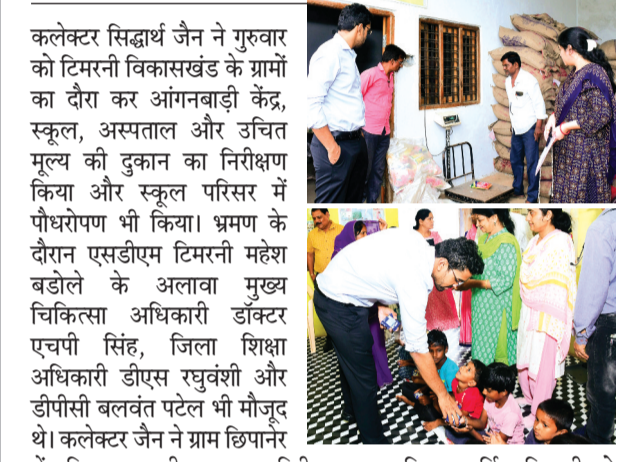 कलेक्टर सिद्धार्थ जैन ने गुरुवार
को टिमरनी विकासखंड के ग्रामों
का दौरा कर आंगनबाड़ी केंद्र,
स्कूल, अस्पताल और उचित
मूल्य की दुकान का निरीक्षण
किया और स्कूल परिसर में
पौधरोपण भी किया। भ्रमण के
दौरान एसडीएम टिमरनी महेश
बडोले के अलावा मुख्य
चिकित्सा अधिकारी डॉक्टर
एचपी सिंह, जिला शिक्षा
अधिकारी डीएस रघुवंशी और
डीपीसी बलवंत पटेल भी मौजूद
थे। कलेक्टर जैन ने ग्राम छिपानेर